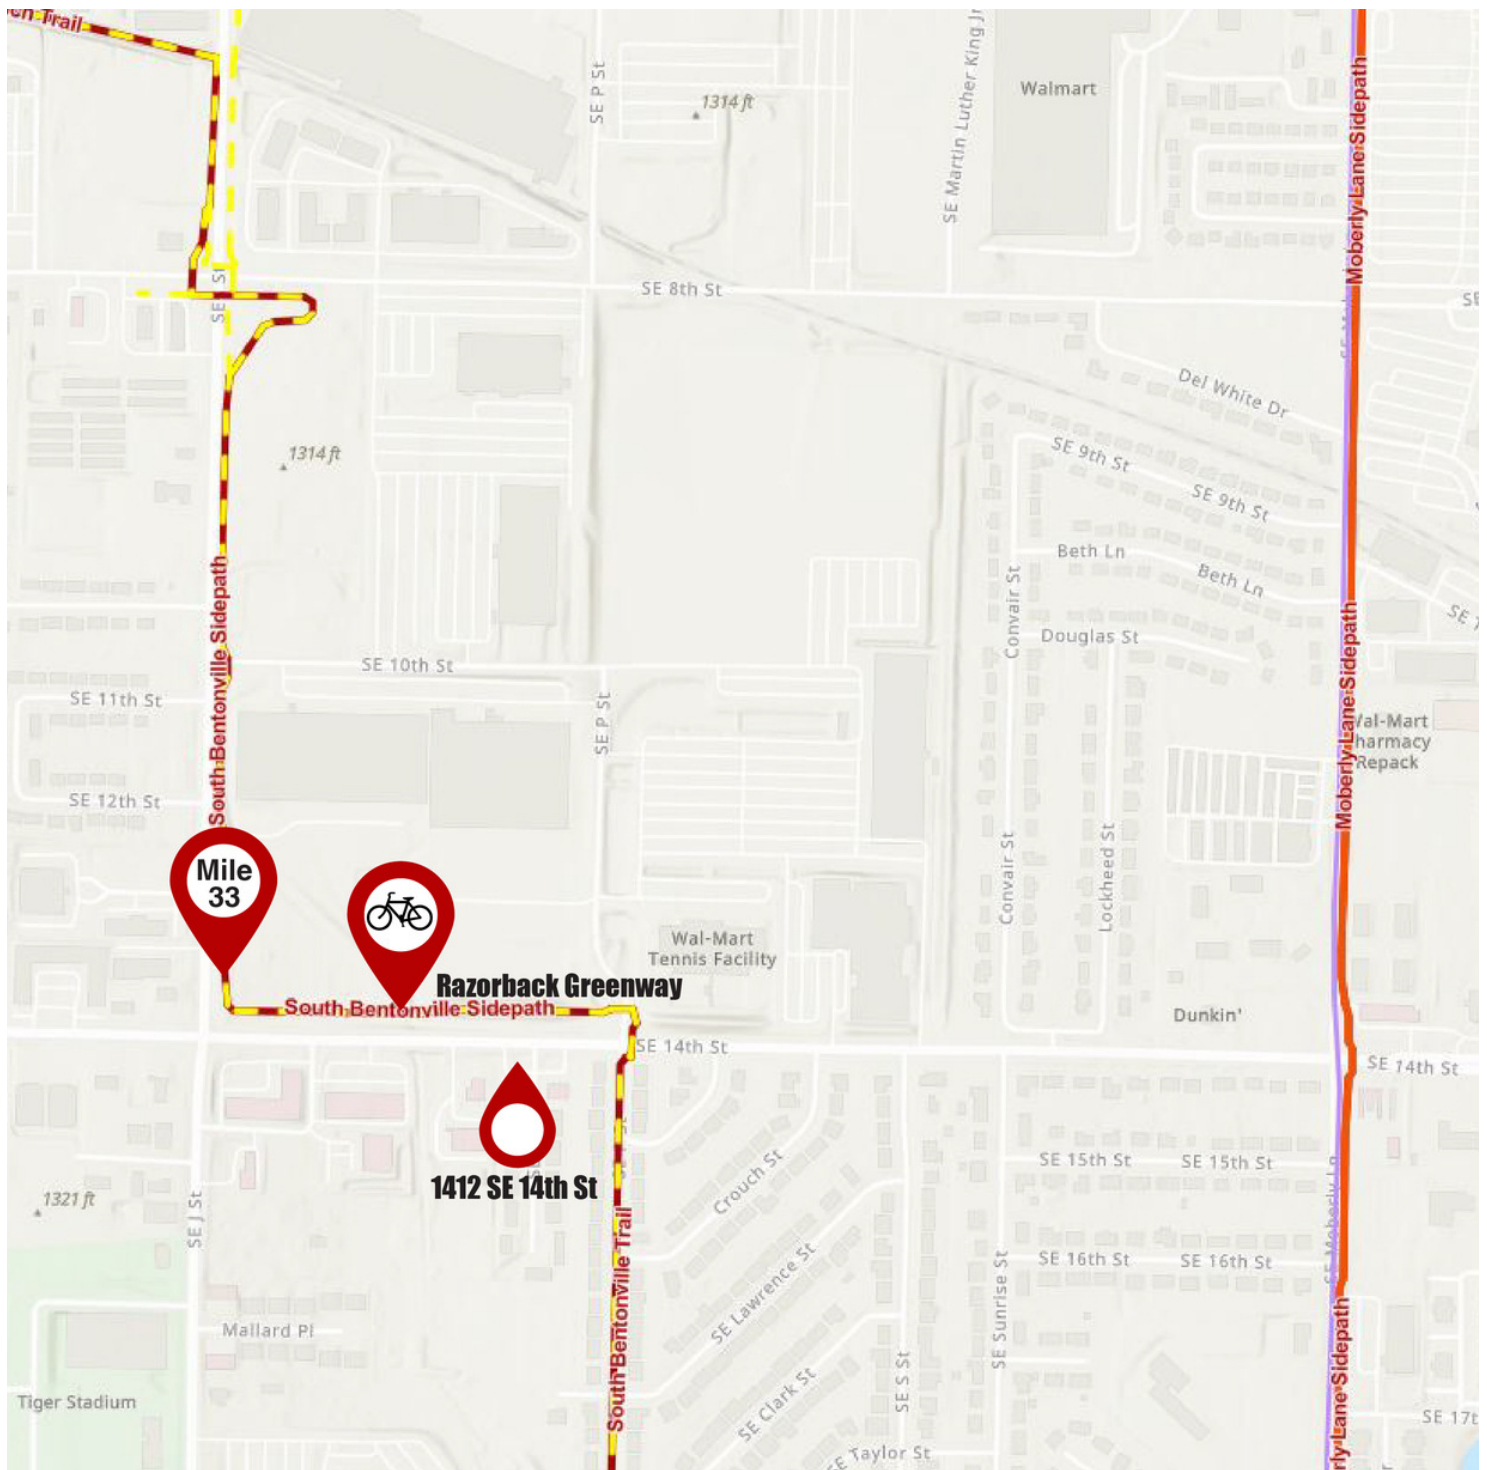 Trail
SE P St
1314 ft
SE Martin Luther King Jr
Walmart
Moberly Lane Sidepath
St
SE
SE 8th St
Del White Dr
1314 ft
SE 9th St
SE 9th St
Beth Ln
Beth Ln
Convair St
Douglas St
South Bentonville Sidepath
SE 10th St
SE 11th St
SE P St
Moberly Lane Sidepath
Wal-Mart
Pharmacy
Repack
SE 12th St
Mile
33
Convair St
Lockheed St
Wal-Mart
Tennis Facility
Razorback Greenway
South Bentonville Sidepath
Dunkin'
SE 14th St
SE 14th St
1412 SE 14th St
1321 ft
SE J St
Crouch St
SE 15th St
SE 15th St
SE Moberly Ln
South Bentonville Trail
SE Lawrence St
SE Sunrise St
SE 16th St
SE 16th St
Mallard Pl
Tiger Stadium
SE S St
SE Clark St
Lane Sidepath
SE 17t
SE Taylor St